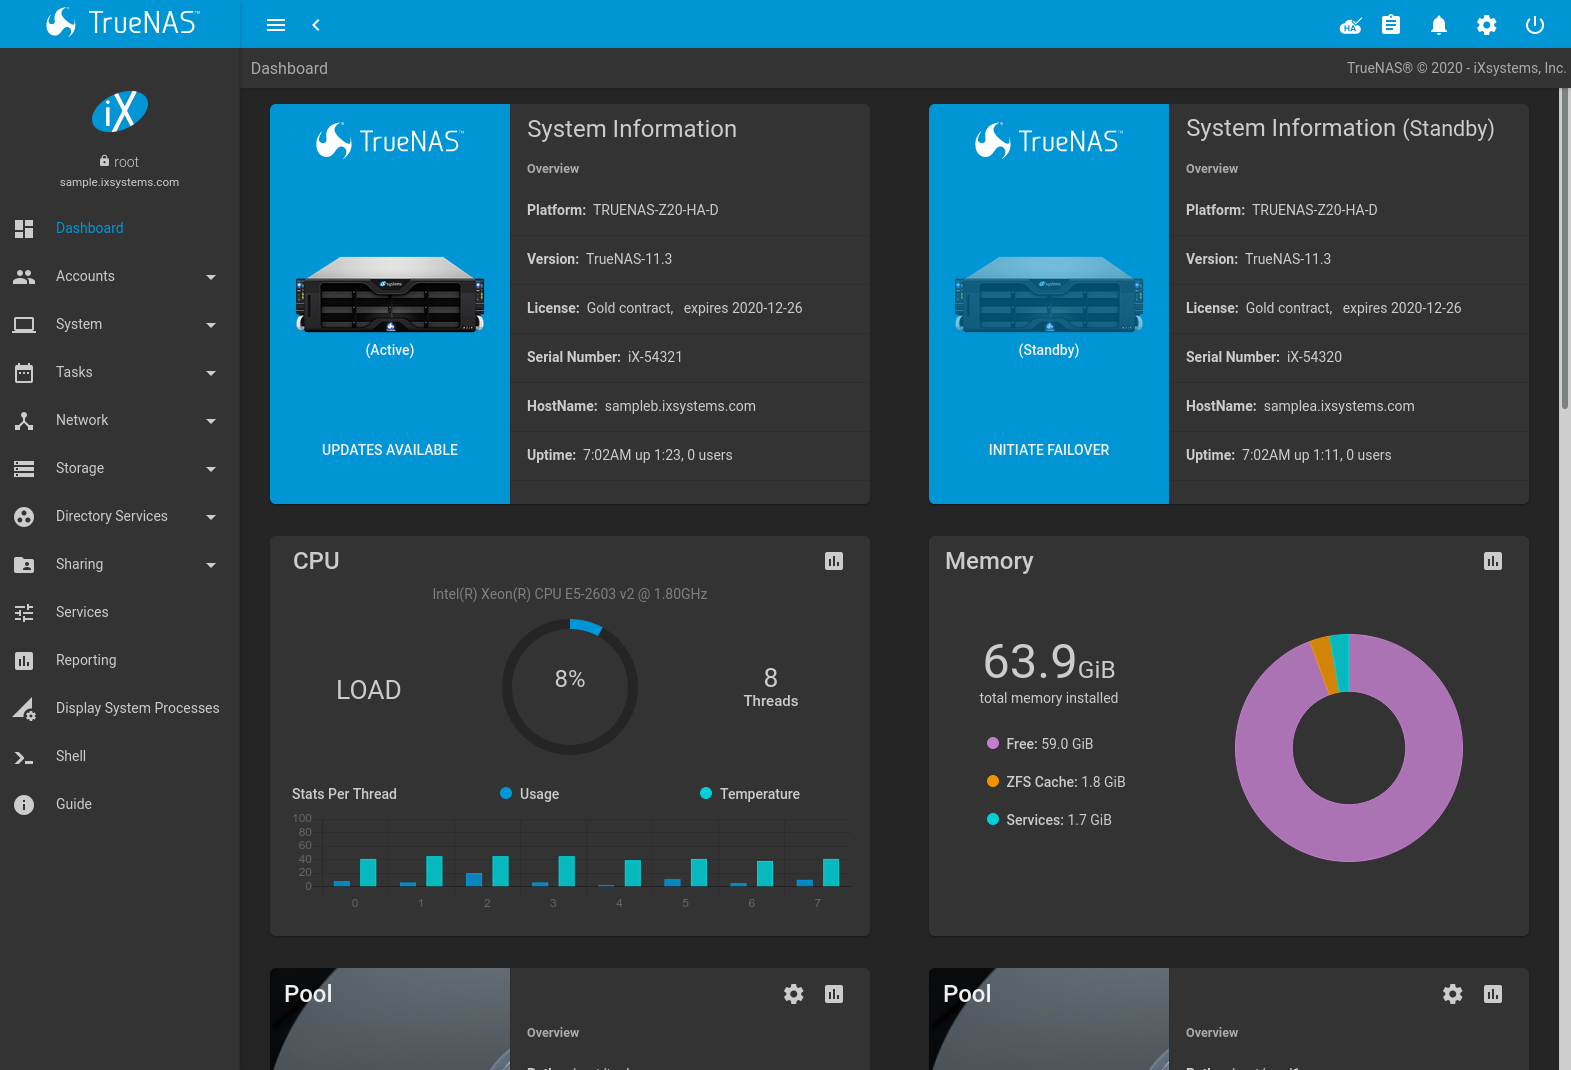 TrueNAS™
HA
Dashboard
TrueNAS® © 2020 - iXsystems, Inc.
iX
root
sample.ixsystems.com
Dashboard
Accounts
System
Tasks
Network
Storage
Directory Services
Sharing
Services
Reporting
Display System Processes
Shell
Guide
TrueNAS™
(Active)
UPDATES AVAILABLE
System Information
Overview
Platform: TRUENAS-Z20-HA-D
Version: TrueNAS-11.3
License: Gold contract, expires 2020-12-26
Serial Number: iX-54321
HostName: sampleb.ixsystems.com
Uptime: 7:02AM up 1:23, 0 users
TrueNAS™
(Standby)
INITIATE FAILOVER
System Information (Standby)
Overview
Platform: TRUENAS-Z20-HA-D
Version: TrueNAS-11.3
License: Gold contract, expires 2020-12-26
Serial Number: iX-54320
HostName: samplea.ixsystems.com
Uptime: 7:02AM up 1:11, 0 users
CPU
Intel(R) Xeon(R) CPU E5-2603 v2 @ 1.80GHz
LOAD
8%
8
Threads
Stats Per Thread
Usage
Temperature
100
80
60
40
20
0
0 1 2 3 4 5 6 7
Memory
63.9GiB
total memory installed
Free: 59.0 GiB
ZFS Cache: 1.8 GiB
Services: 1.7 GiB
Pool
Overview
Pool
Overview